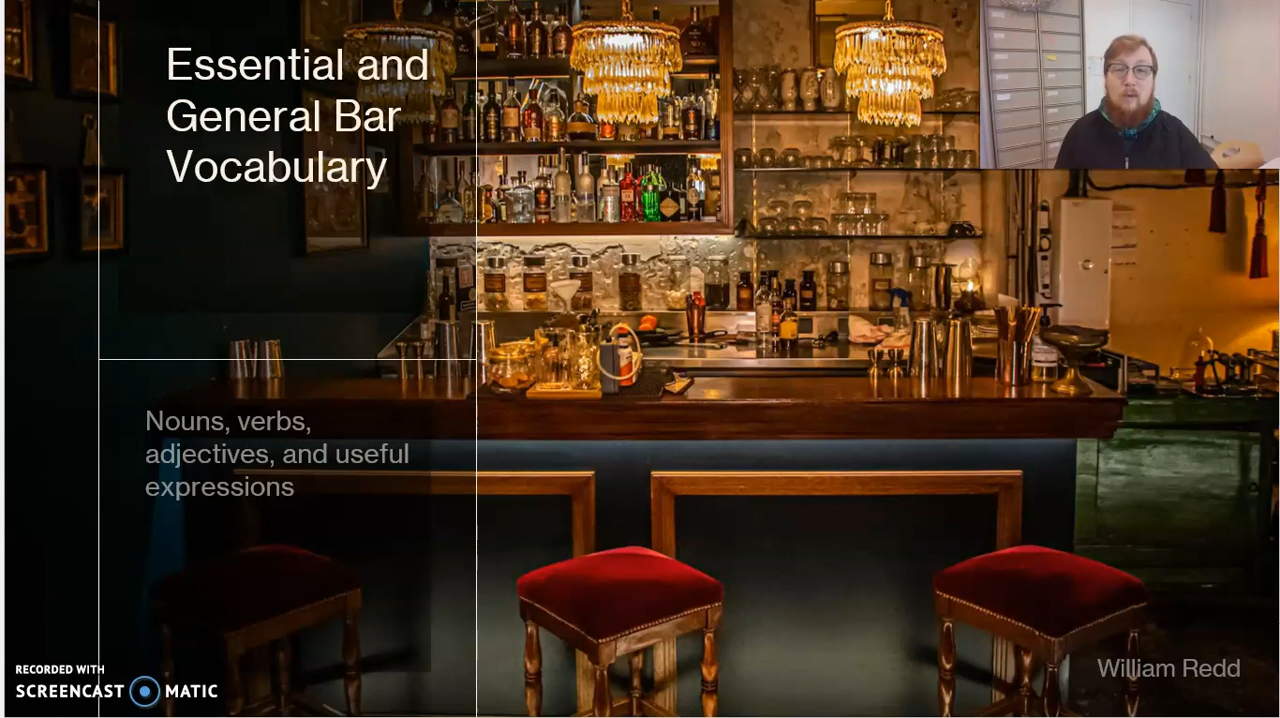 Essential and
General Bar
Vocabulary
Nouns, verbs,
adjectives, and useful
expressions
William Redd
RECORDED WITH
SCREENCAST MATIC